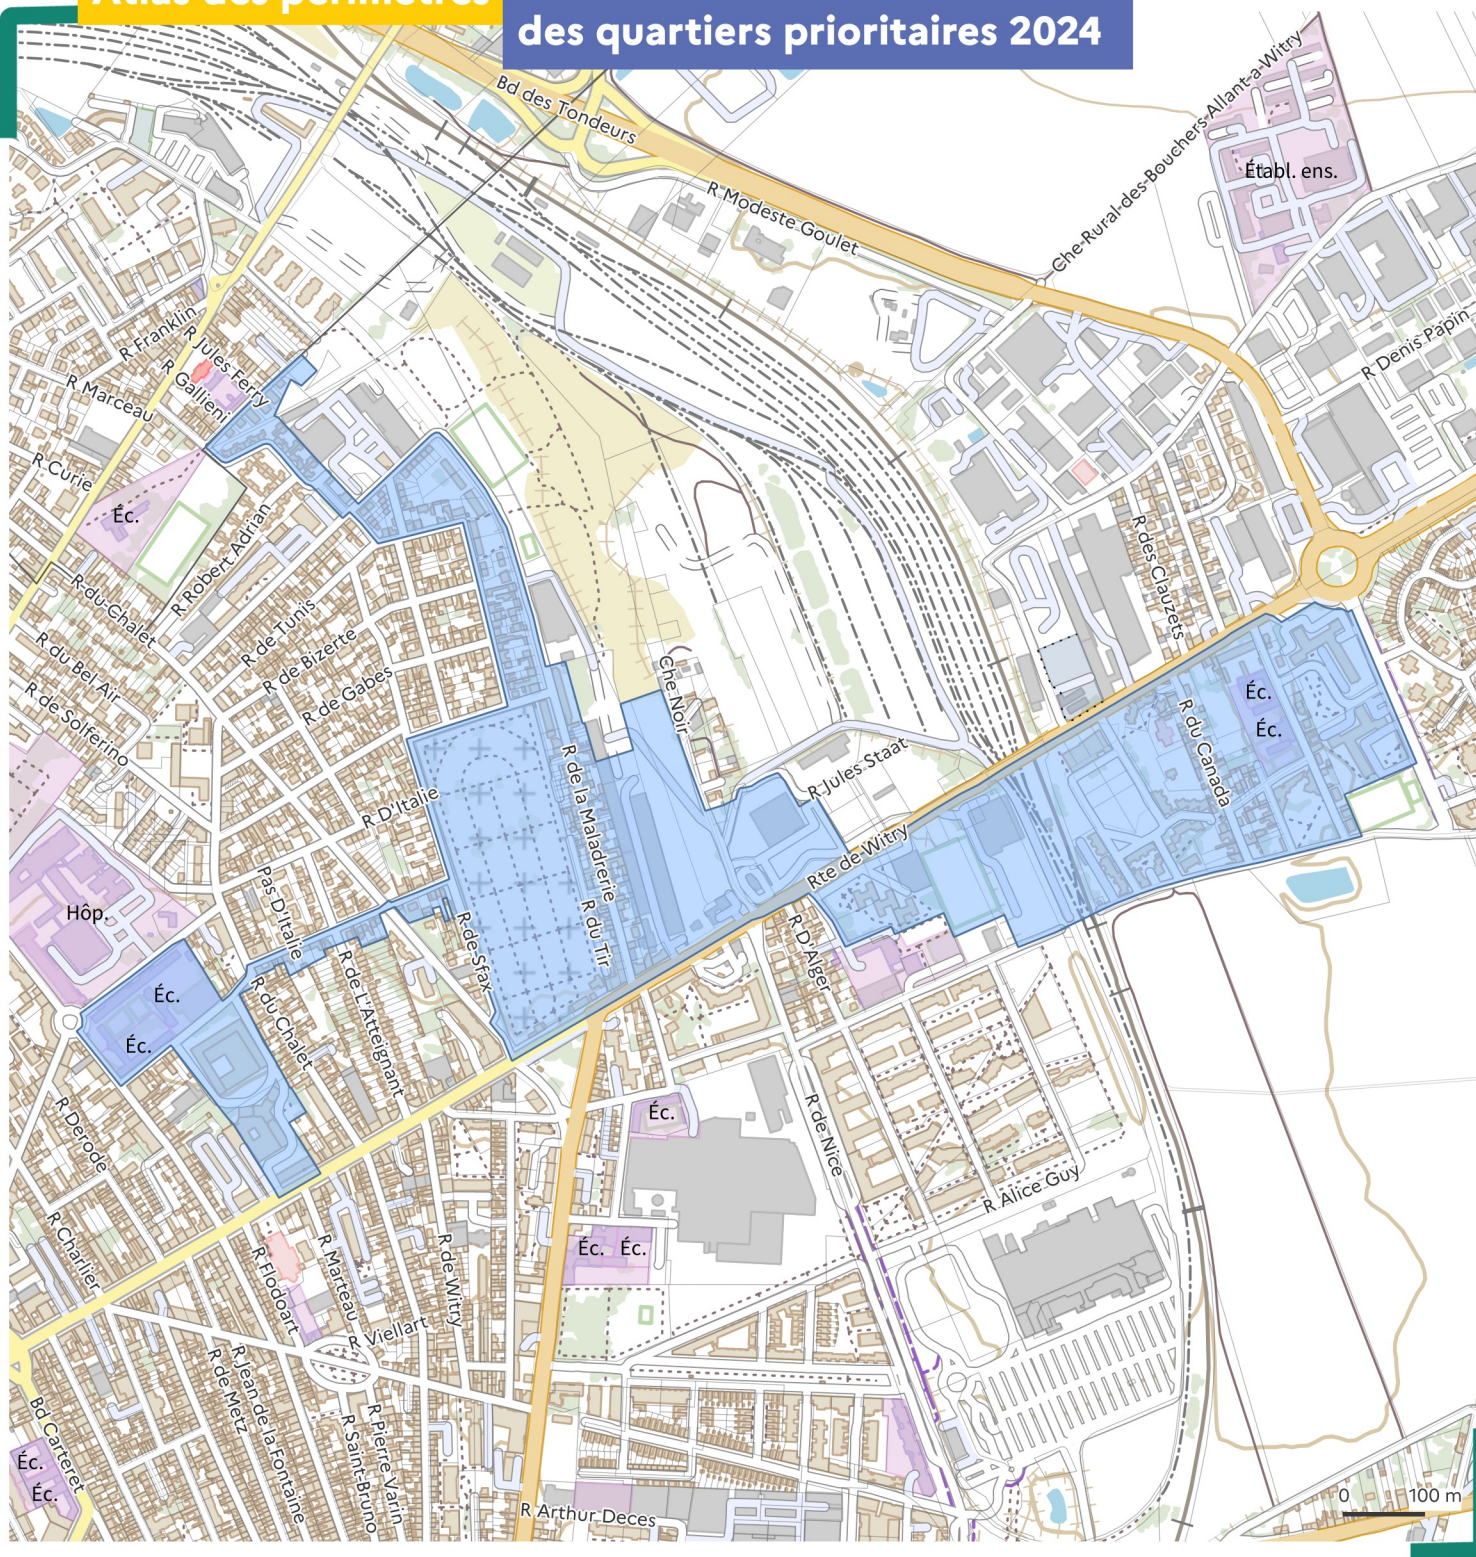 Atlas des périmètres
des quartiers prioritaires 2024
Bd des Tondeurs
R Modeste Goulet
Che-Rural-des-Bouchers Allant-a-Witry
Établ. ens.
R Denis Papin
R Franklin
R Jules Ferry
R Gallieni
R Marceau
R Curie
Éc.
R Robert Adrian
R du Chalet
R de Tunis
R de Bizerte
R de Gabes
R du Bel Air
R de Solferino
R des Clauzets
Che Noir
Éc.
Éc.
R du Canada
R Jules Staat
R de la Maladrerie
R D'Italie
Rte de Witry
Hôp.
Pas D'Italie
R de Sfax
R du Tir
R D'Alger
Éc.
Éc.
R du Chalet
R de L'Atteignant
R Derode
Éc.
R de Nice
R Alice Guy
R Charlier
R Flodoart
R Marteau
R de Witry
Éc.
Éc.
R Viellart
R de Metz
R Jean de la Fontaine
R Saint-Bruno
R Pierre Varin
Bd Carteret
Éc.
Éc.
R Arthur Deces
0 100 m